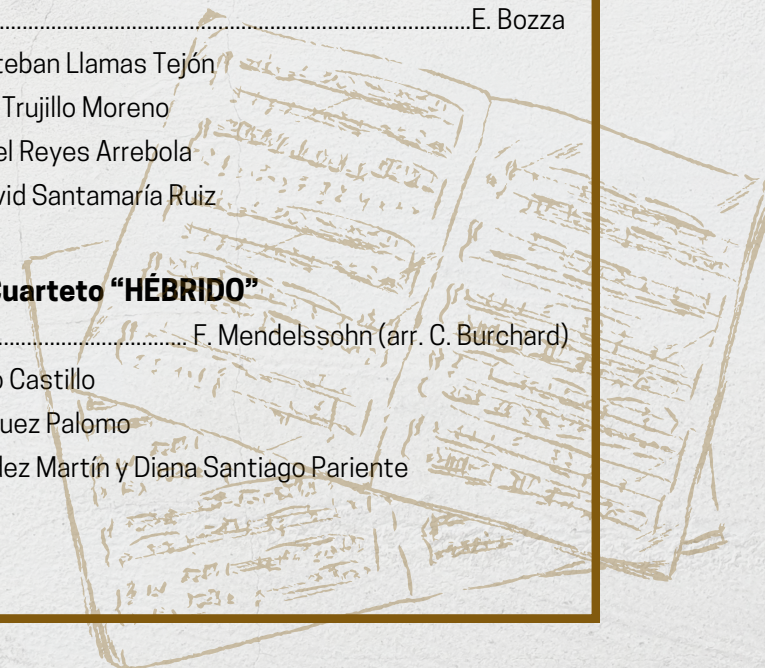 ...E. Bozza
teban Llamas Tejón
Trujillo Moreno
el Reyes Arrebola
vid Santamaría Ruiz
Cuarteto “HÉBRIDO”
... F. Mendelssohn (arr. C. Burchard)
o Castillo
uez Palomo
lez Martín y Diana Santiago Pariente